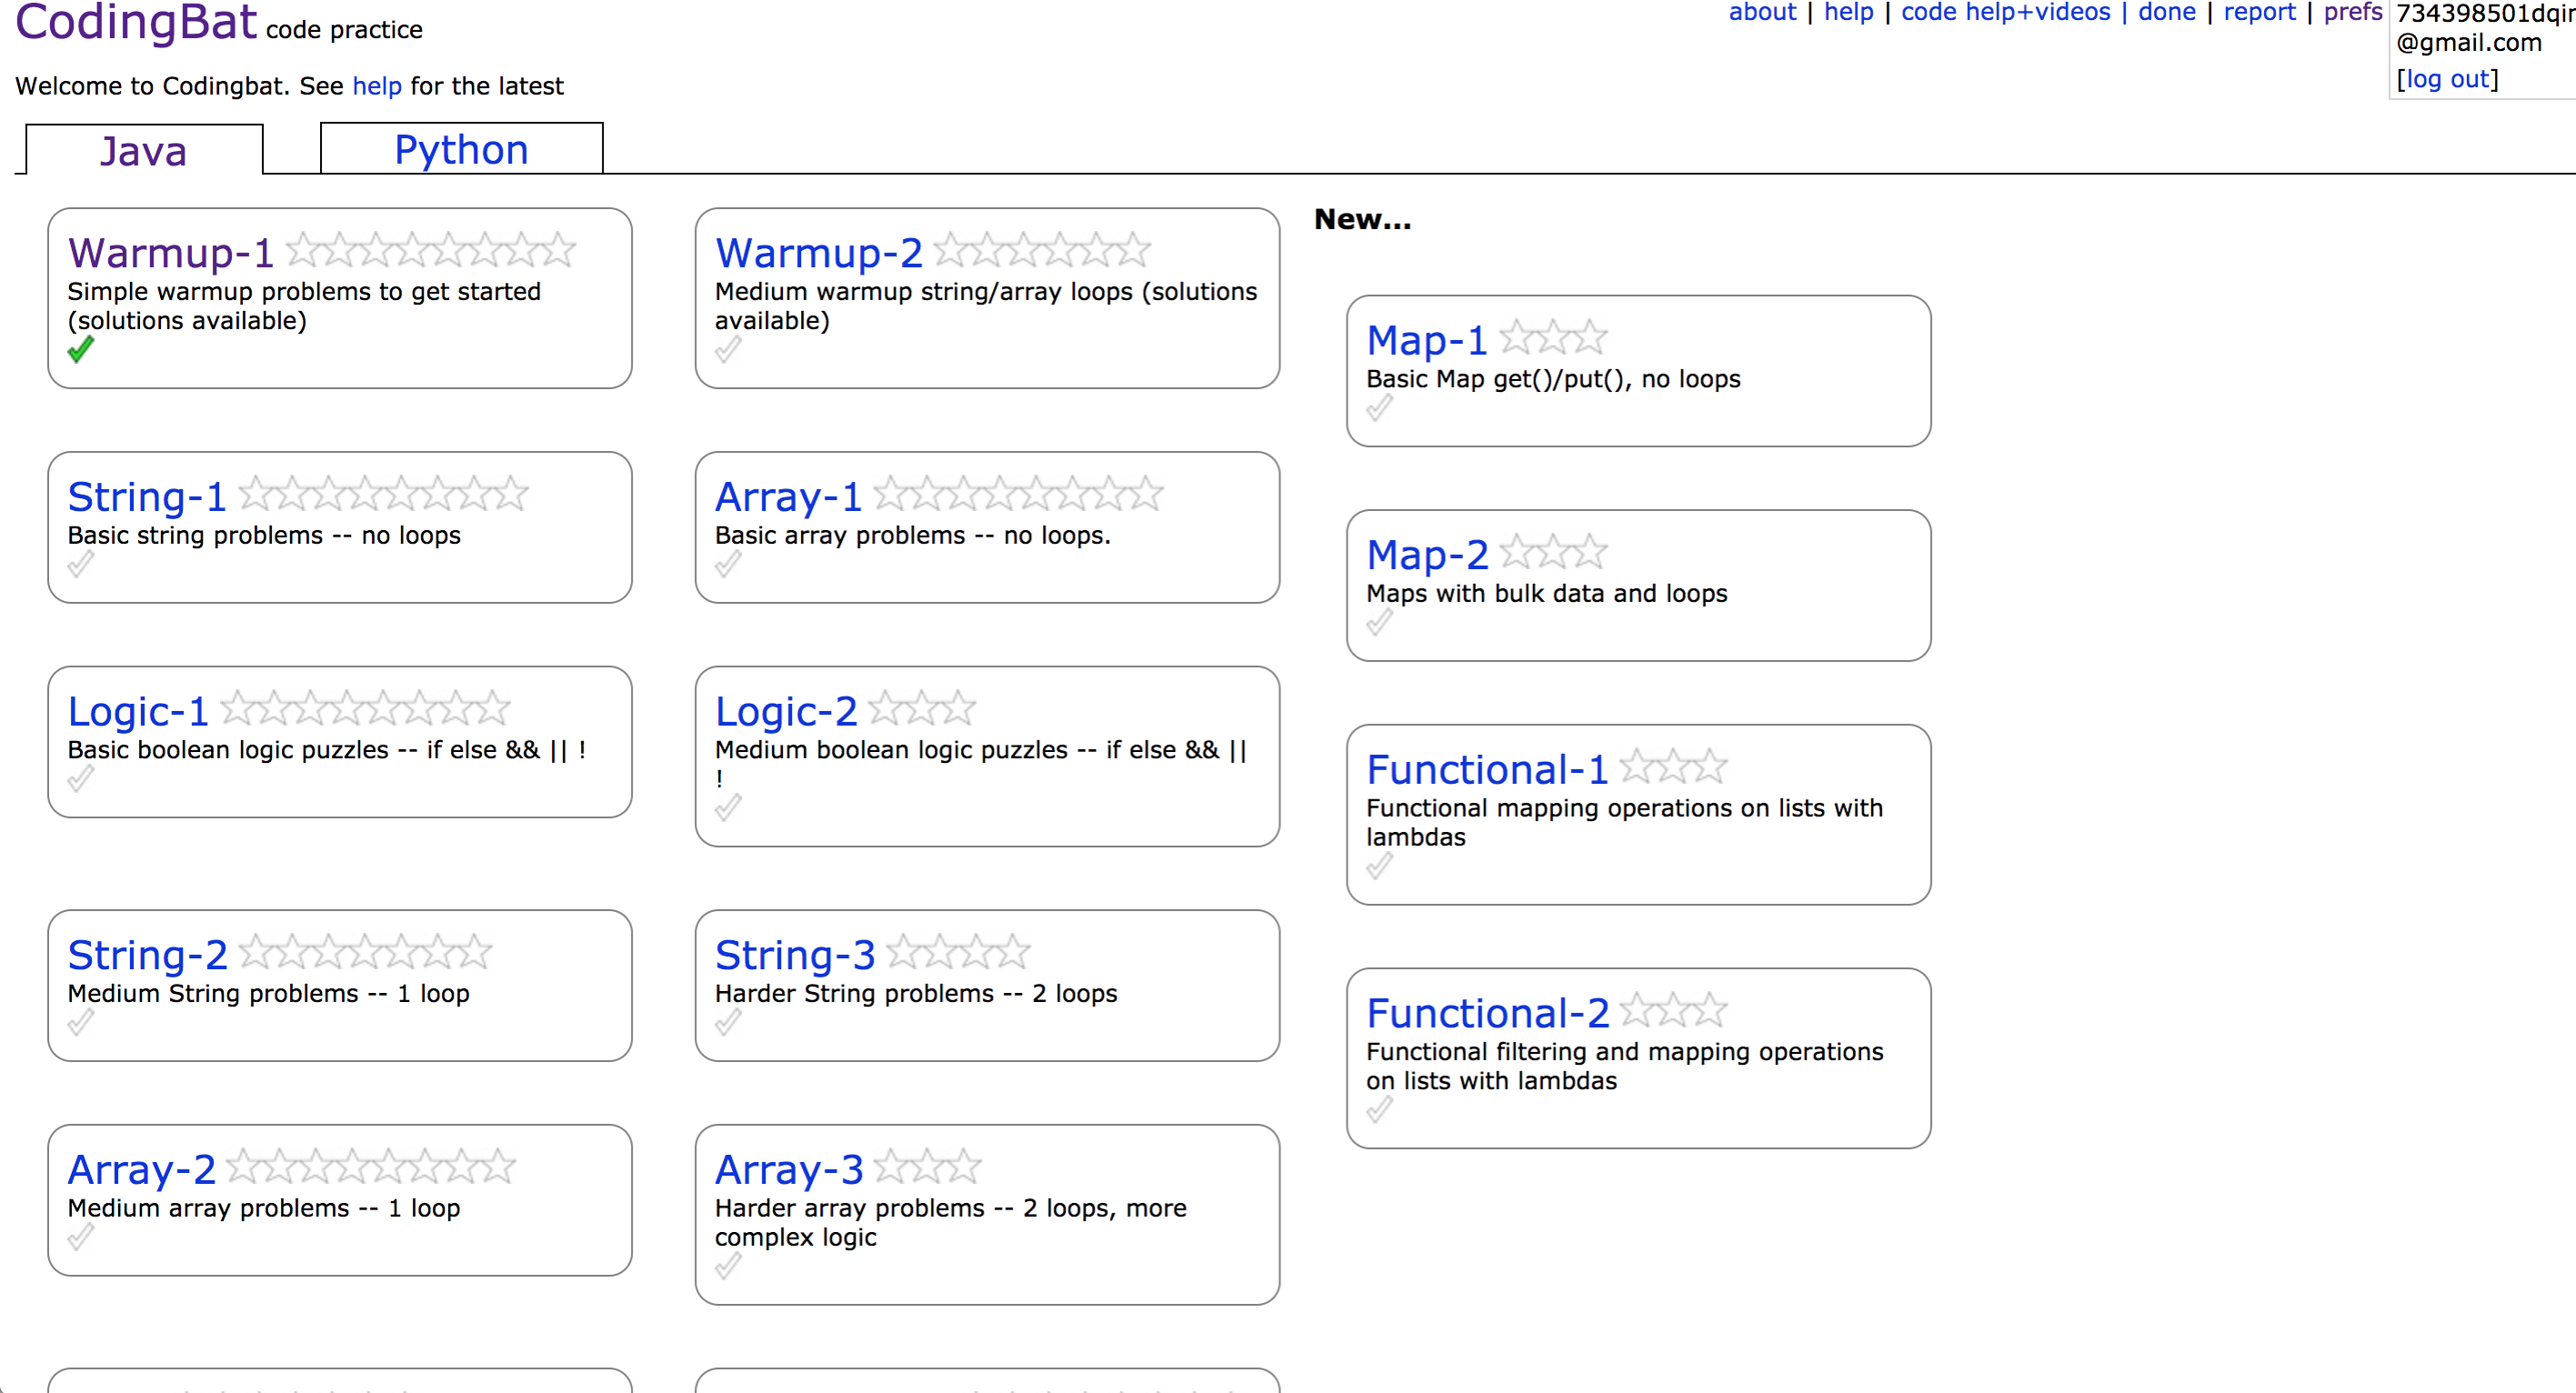 CodingBat code practice
about | help | code help+videos | done | report | prefs
734398501dqin
@gmail.com
[log out]
Welcome to Codingbat. See help for the latest
Java
Python
Warmup-1
Simple warmup problems to get started
(solutions available)
Warmup-2
Medium warmup string/array loops (solutions
available)
String-1
Basic string problems -- no loops
Array-1
Basic array problems -- no loops.
Logic-1
Basic boolean logic puzzles -- if else && || !
Logic-2
Medium boolean logic puzzles -- if else && ||
!
String-2
Medium String problems -- 1 loop
String-3
Harder String problems -- 2 loops
Array-2
Medium array problems -- 1 loop
Array-3
Harder array problems -- 2 loops, more
complex logic
New...
Map-1
Basic Map get()/put(), no loops
Map-2
Maps with bulk data and loops
Functional-1
Functional mapping operations on lists with
lambdas
Functional-2
Functional filtering and mapping operations
on lists with lambdas